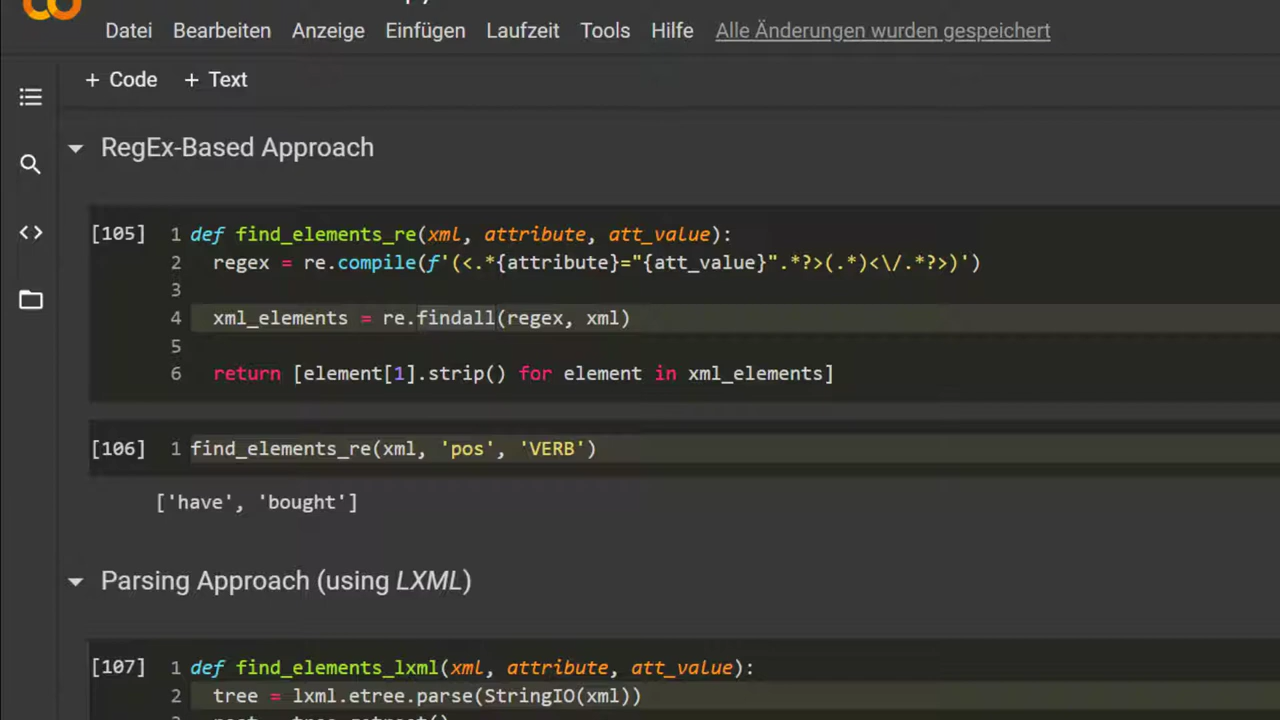 Datei Bearbeiten Anzeige Einfügen Laufzeit Tools Hilfe Alle Änderungen wurden gespeichert
+ Code + Text
RegEx-Based Approach
[105] 1 def find_elements_re(xml, attribute, att_value):
2 regex = re.compile(f'(<.*{attribute}="{att_value}".*?>(.*)<\/.*?>)')
3
4 xml_elements = re.findall(regex, xml)
5
6 return [element[1].strip() for element in xml_elements]
[106] 1 find_elements_re(xml, 'pos', 'VERB')
['have', 'bought']
Parsing Approach (using LXML)
[107] 1 def find_elements_lxml(xml, attribute, att_value):
2 tree = lxml.etree.parse(StringIO(xml))